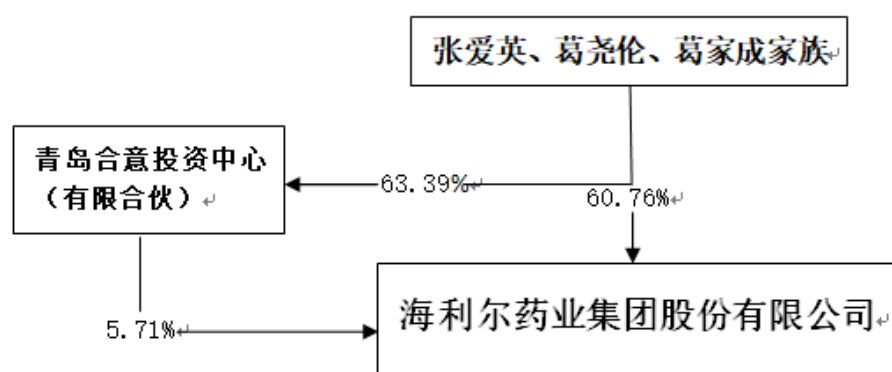 张爱英、葛尧伦、葛家成家族
青岛合意投资中心
（有限合伙）
63.39%
60.76%
海利尔药业集团股份有限公司
5.71%